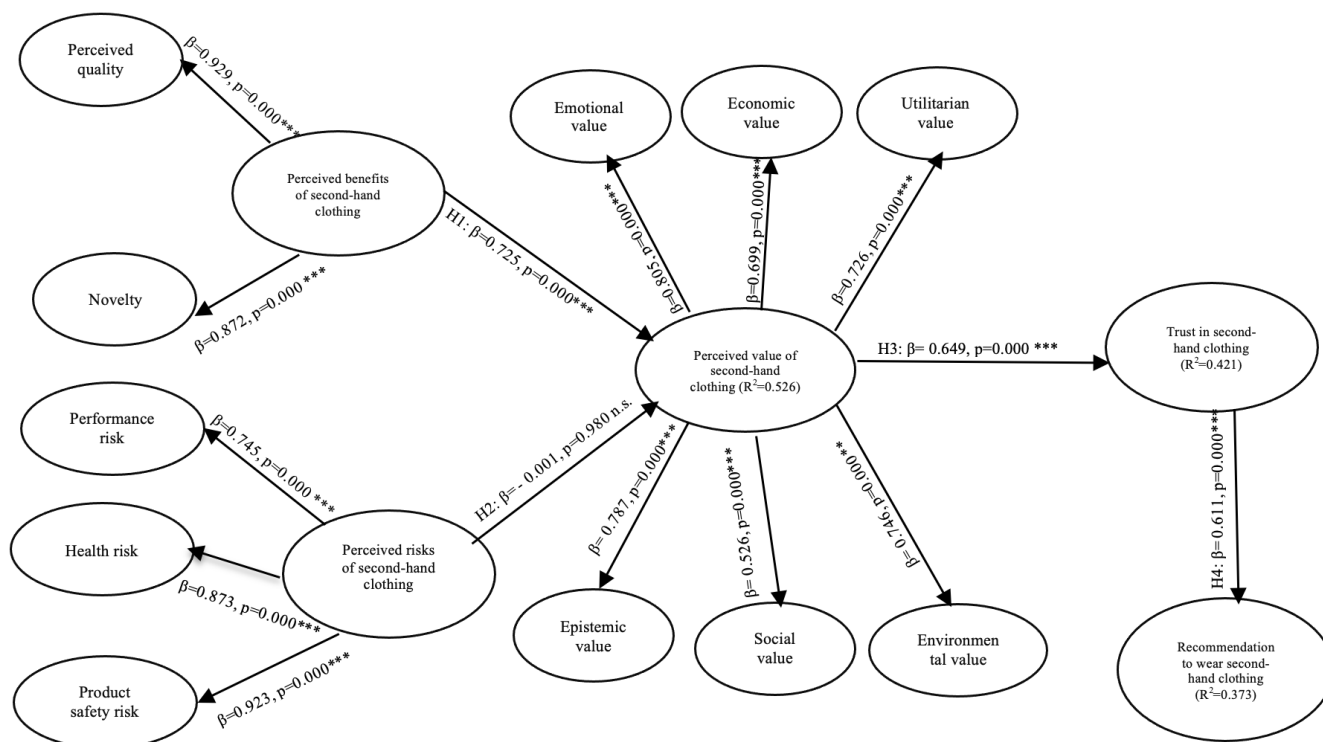 Perceived
quality
β=0.929, p=0.000***
Perceived benefits
of second-hand
clothing
Novelty
β=0.872, p=0.000 ***
H1: β=0.725, p=0.000***
Emotional
value
Economic
value
Utilitarian
value
β=0.805, p=0.000***
β=0.699, p=0.000***
β=0.726, p=0.000***
Perceived value of
second-hand
clothing (R²=0.526)
H3: β= 0.649, p=0.000 ***
Trust in second-
hand clothing
(R²=0.421)
Performance
risk
β=0.745, p=0.000 ***
Health risk
β=0.873, p=0.000***
Perceived risks
of second-hand
clothing
Product
safety risk
β=0.923, p=0.000***
H2: β= - 0.001, p=0.980 n.s.
β= 0.787, p=0.000***
β= 0.526, p=0.000***
β= 0.746, p=0.000**
Epistemic
value
Social
value
Environmen
tal value
H4: β= 0.611, p=0.000***
Recommendation
to wear second-
hand clothing
(R²=0.373)